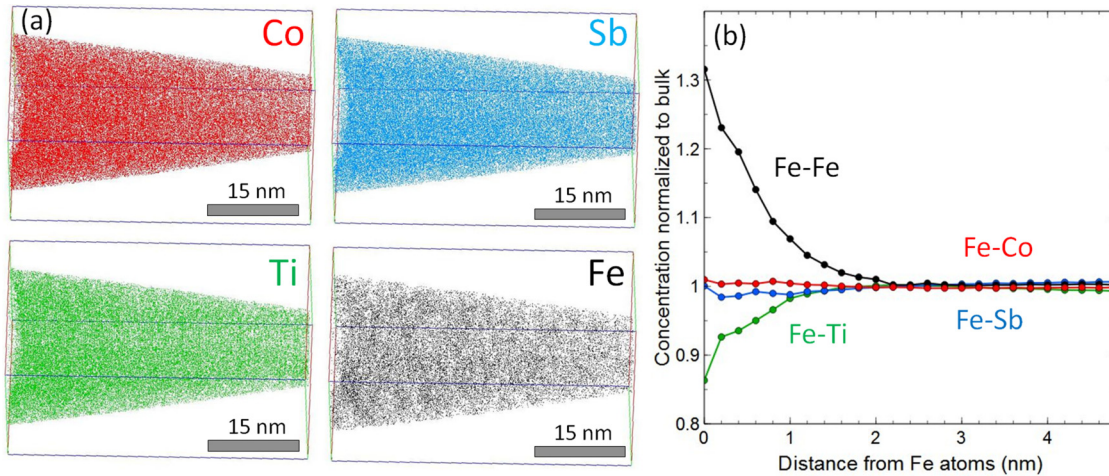 (a)
Co
15 nm
Sb
15 nm
Ti
15 nm
Fe
15 nm
(b)
Concentration normalized to bulk
1.3
1.2
1.1
1
0.9
0.8
Fe-Fe
Fe-Co
Fe-Sb
Fe-Ti
0 1 2 3 4
Distance from Fe atoms (nm)